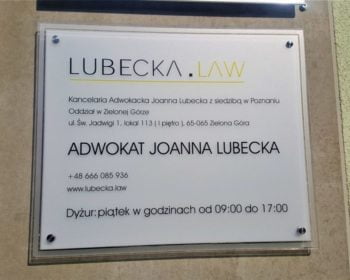 LUBECKA.LAW
Kancelaria Adwokacka Joanna Lubecka z siedzibą w Poznaniu
Oddział w Zielonej Górze
ul. Św. Jadwigi 1, lokal 113 ( I piętro ), 65-065 Zielona Góra
ADWOKAT JOANNA LUBECKA
+48 666 085 936
www.lubecka.law
Dyżur: piątek w godzinach od 09:00 do 17:00